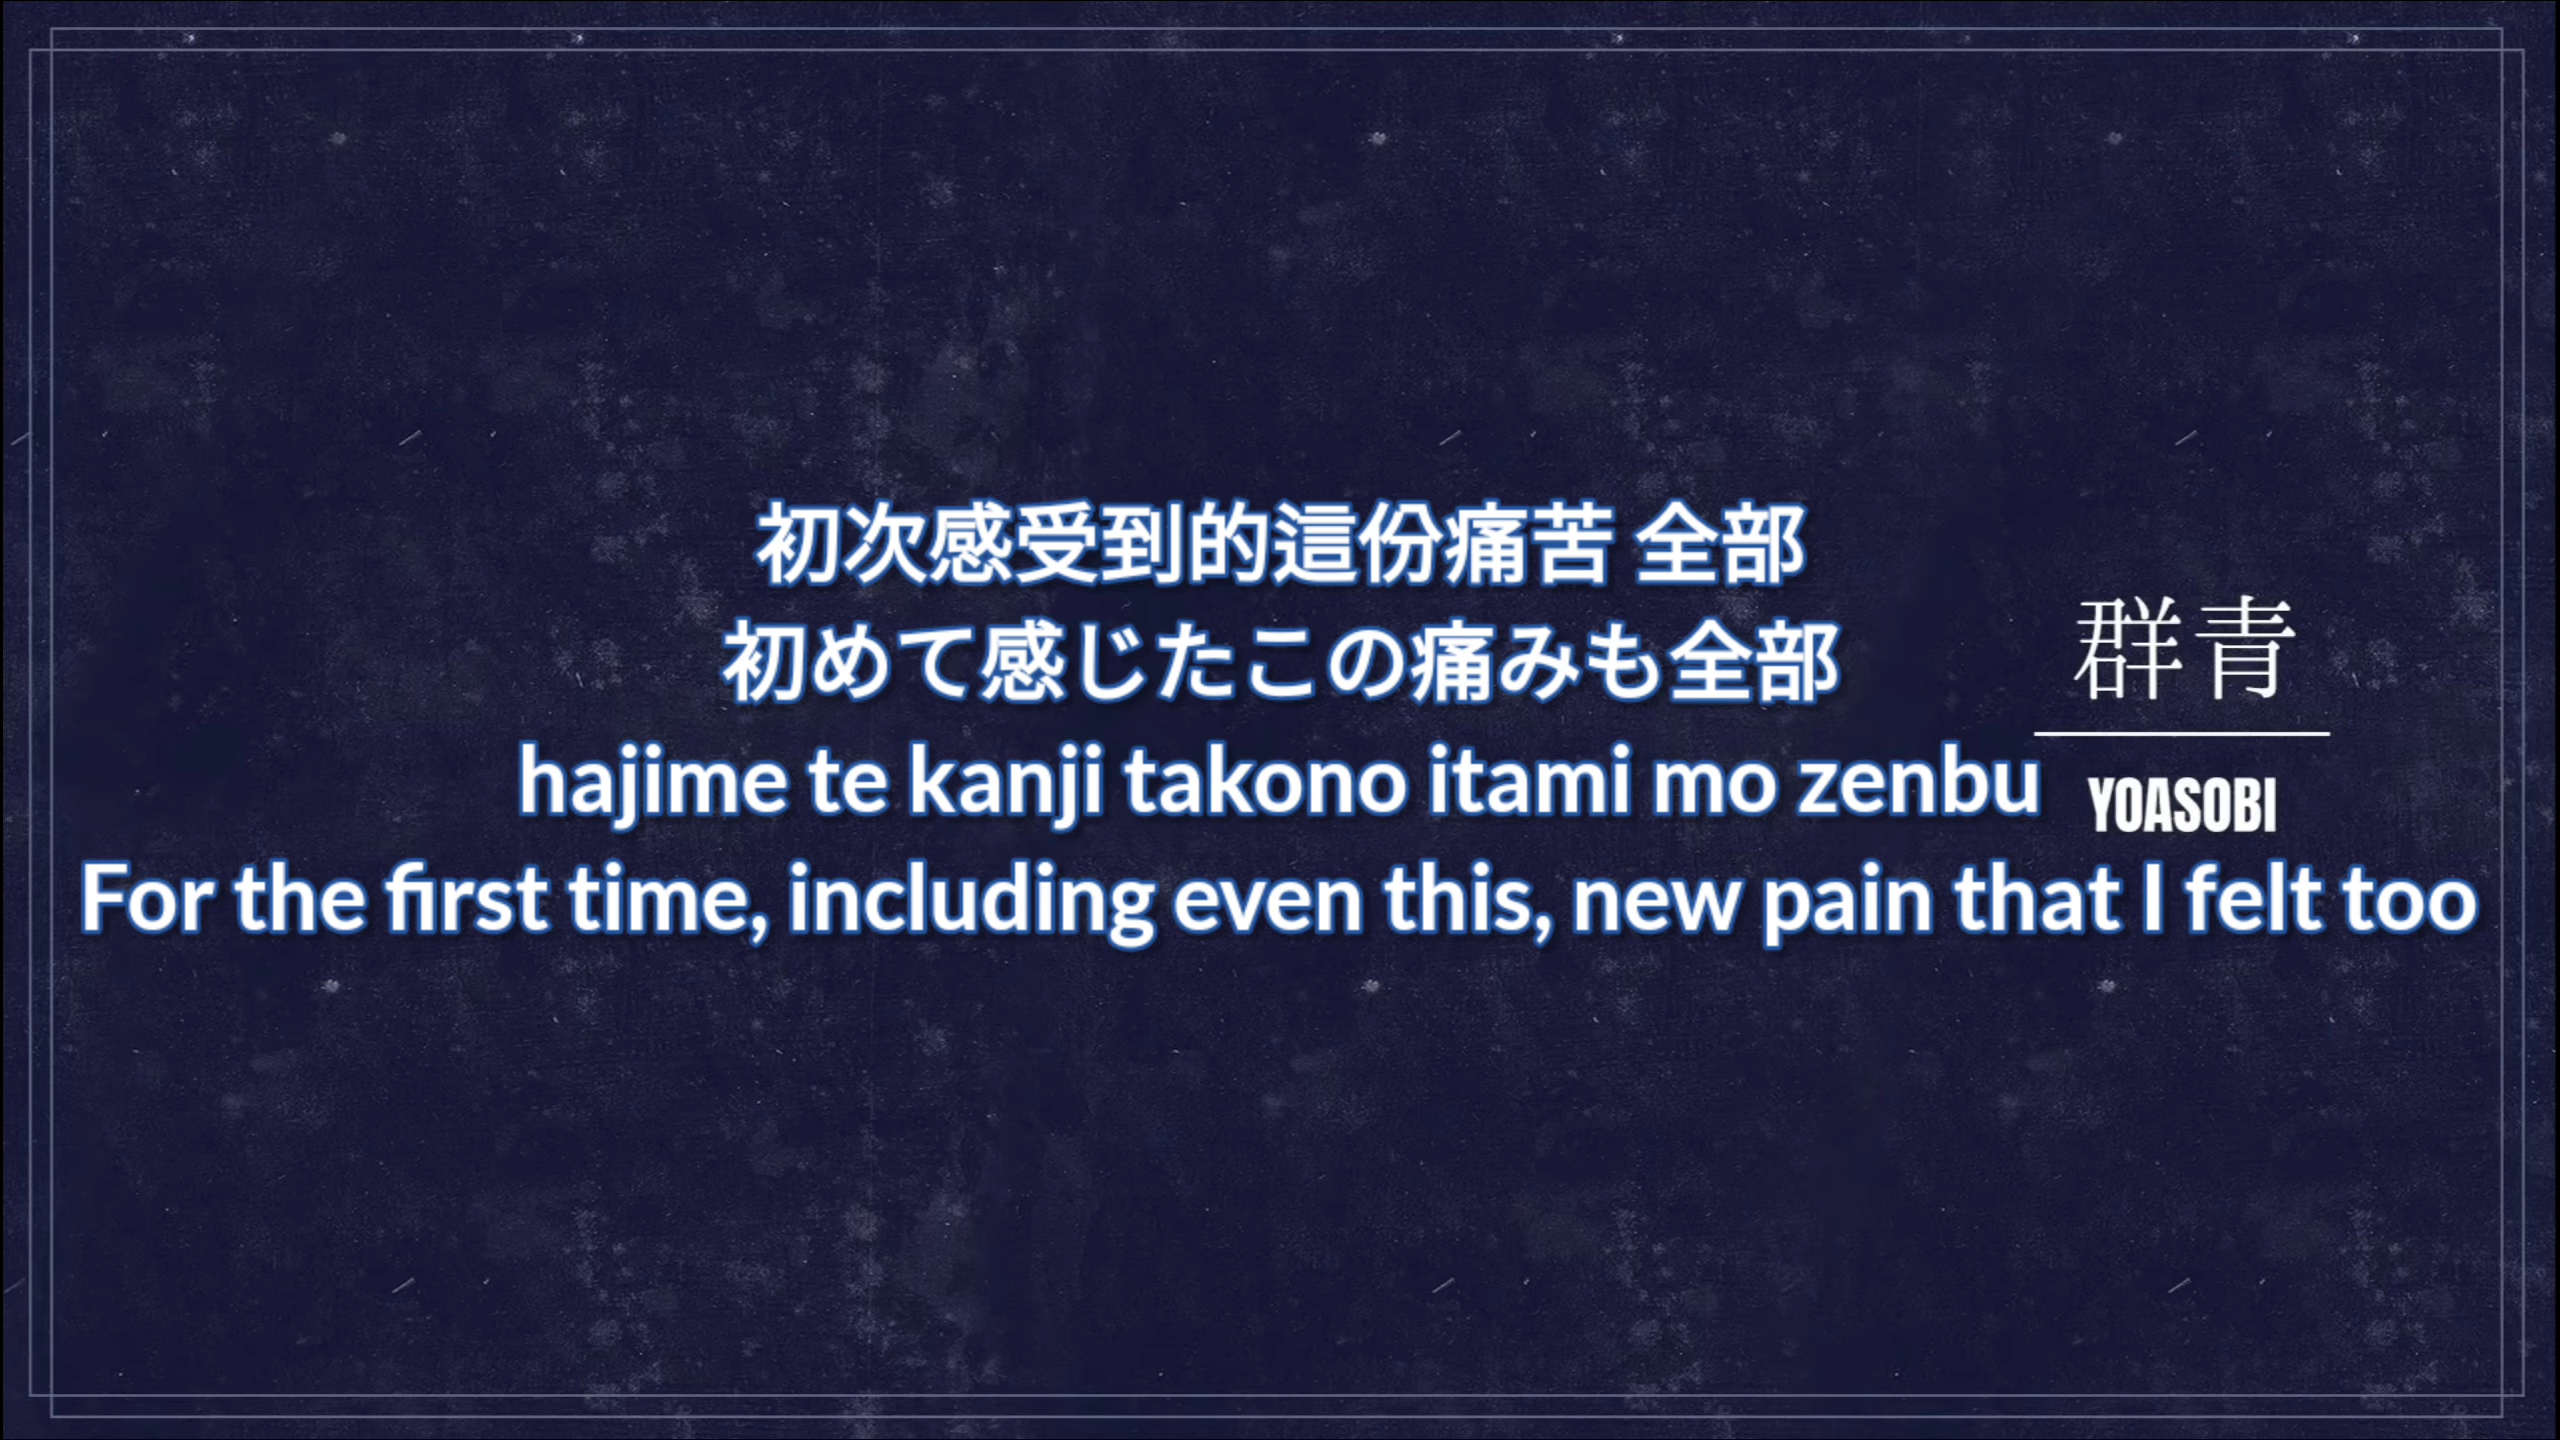 初次感受到的這份痛苦 全部
初めて感じたこの痛みも全部
hajime te kanji takono itami mo zenbu
For the first time, including even this, new pain that I felt too
群青
YOASOBI